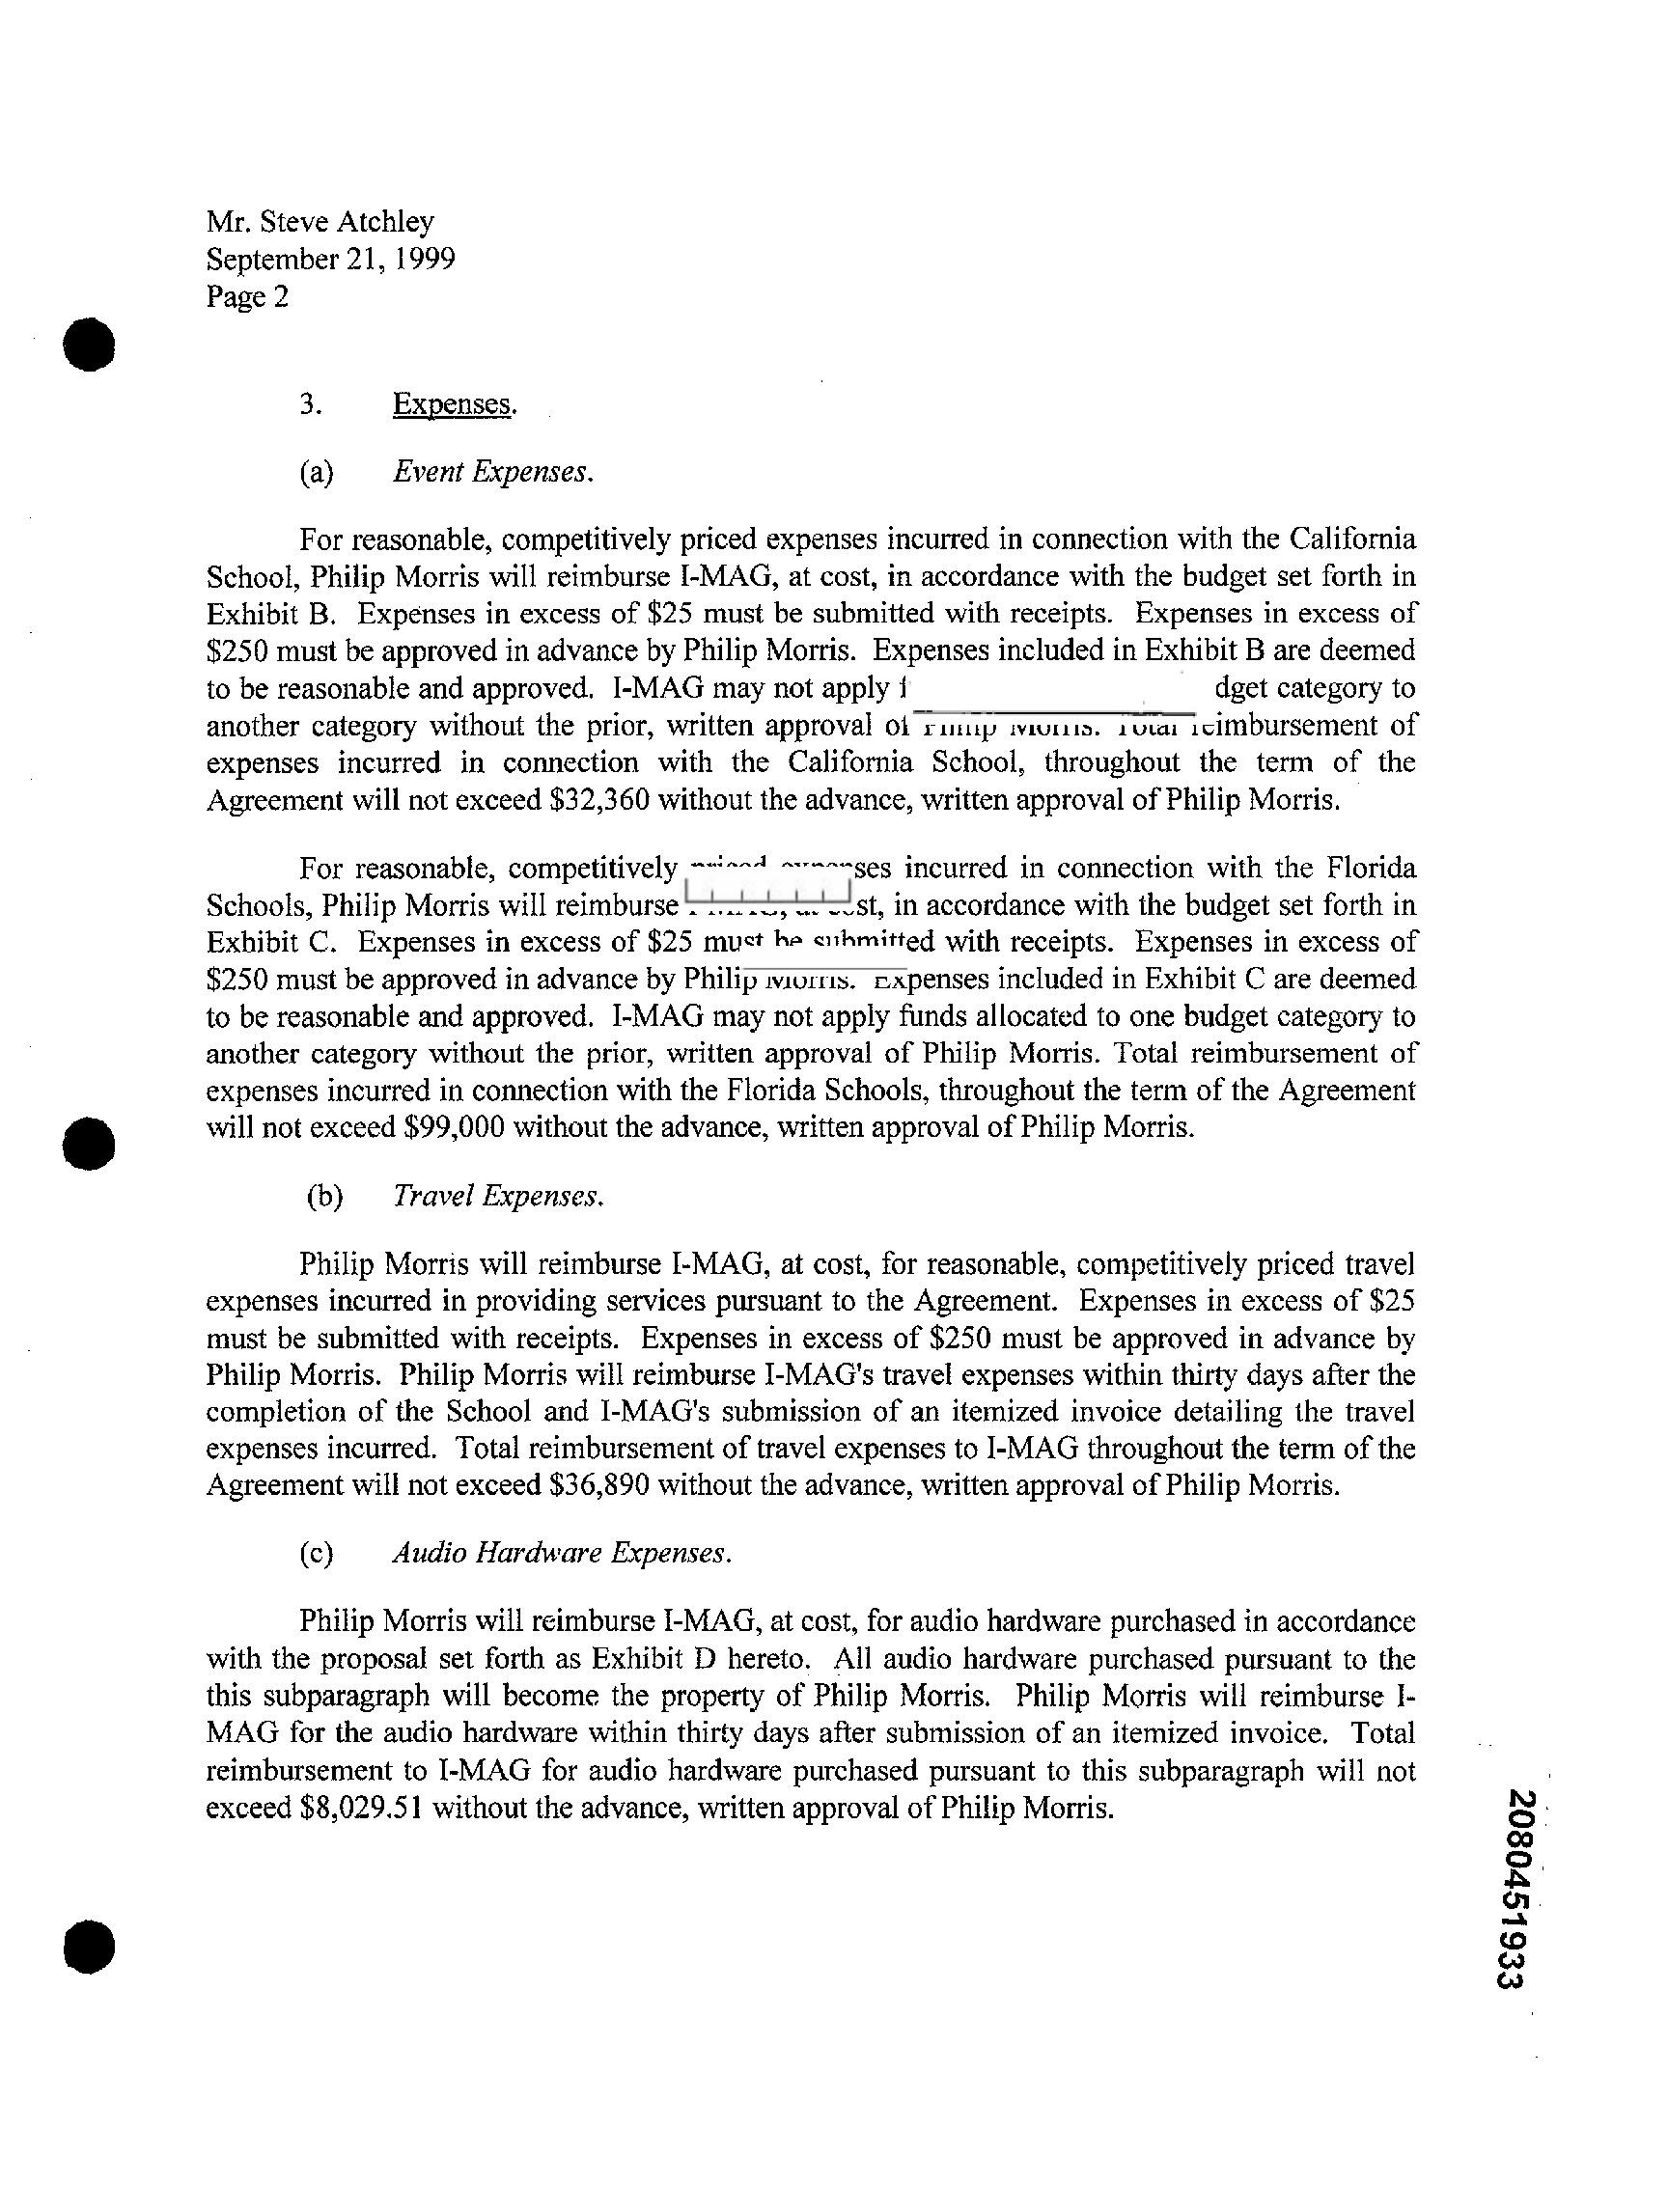 Mr. Steve Atchley
September 21, 1999
Page 2
3. Expenses.
(a) Event Expenses.
For reasonable, competitively priced expenses incurred in connection with the California
School, Philip Morris will reimburse I-MAG, at cost, in accordance with the budget set forth in
Exhibit B. Expenses in excess of $25 must be submitted with receipts. Expenses in excess of
$250 must be approved in advance by Philip Morris. Expenses included in Exhibit B are deemed
to be reasonable and approved. I-MAG may not apply category to
another category without the prior, written approval of Philip Morris. Total reimbursement of
expenses incurred in connection with the California School, throughout the term of the
Agreement will not exceed $32,360 without the advance, written approval of Philip Morris.
For reasonable, competitively incurred in connection with the Florida
Schools, Philip Morris will reimburse in accordance with the budget set forth in
Exhibit C. Expenses in excess of $25 must be submitted with receipts. Expenses in excess of
$250 must be approved in advance by Philip Morris. Expenses included in Exhibit C are deemed
to be reasonable and approved. I-MAG may not apply funds allocated to one budget category to
another category without the prior, written approval of Philip Morris. Total reimbursement of
expenses incurred in connection with the Florida Schools, throughout the term of the Agreement
will not exceed $99,000 without the advance, written approval of Philip Morris.
(b) Travel Expenses.
Philip Morris will reimburse I-MAG, at cost, for reasonable, competitively priced travel
expenses incurred in providing services pursuant to the Agreement. Expenses in excess of $25
must be submitted with receipts. Expenses in excess of $250 must be approved in advance by
Philip Morris. Philip Morris will reimburse I-MAG's travel expenses within thirty days after the
completion of the School and I-MAG's submission of an itemized invoice detailing the travel
expenses incurred. Total reimbursement of travel expenses to I-MAG throughout the term of the
Agreement will not exceed $36,890 without the advance, written approval of Philip Morris.
(c) Audio Hardware Expenses.
Philip Morris will reimburse I-MAG, at cost, for audio hardware purchased in accordance
with the proposal set forth as Exhibit D hereto. All audio hardware purchased pursuant to the
this subparagraph will become the property of Philip Morris. Philip Morris will reimburse I-
MAG for the audio hardware within thirty days after submission of an itemized invoice. Total
reimbursement to I-MAG for audio hardware purchased pursuant to this subparagraph will not
exceed $8,029.51 without the advance, written approval of Philip Morris.
2080451933